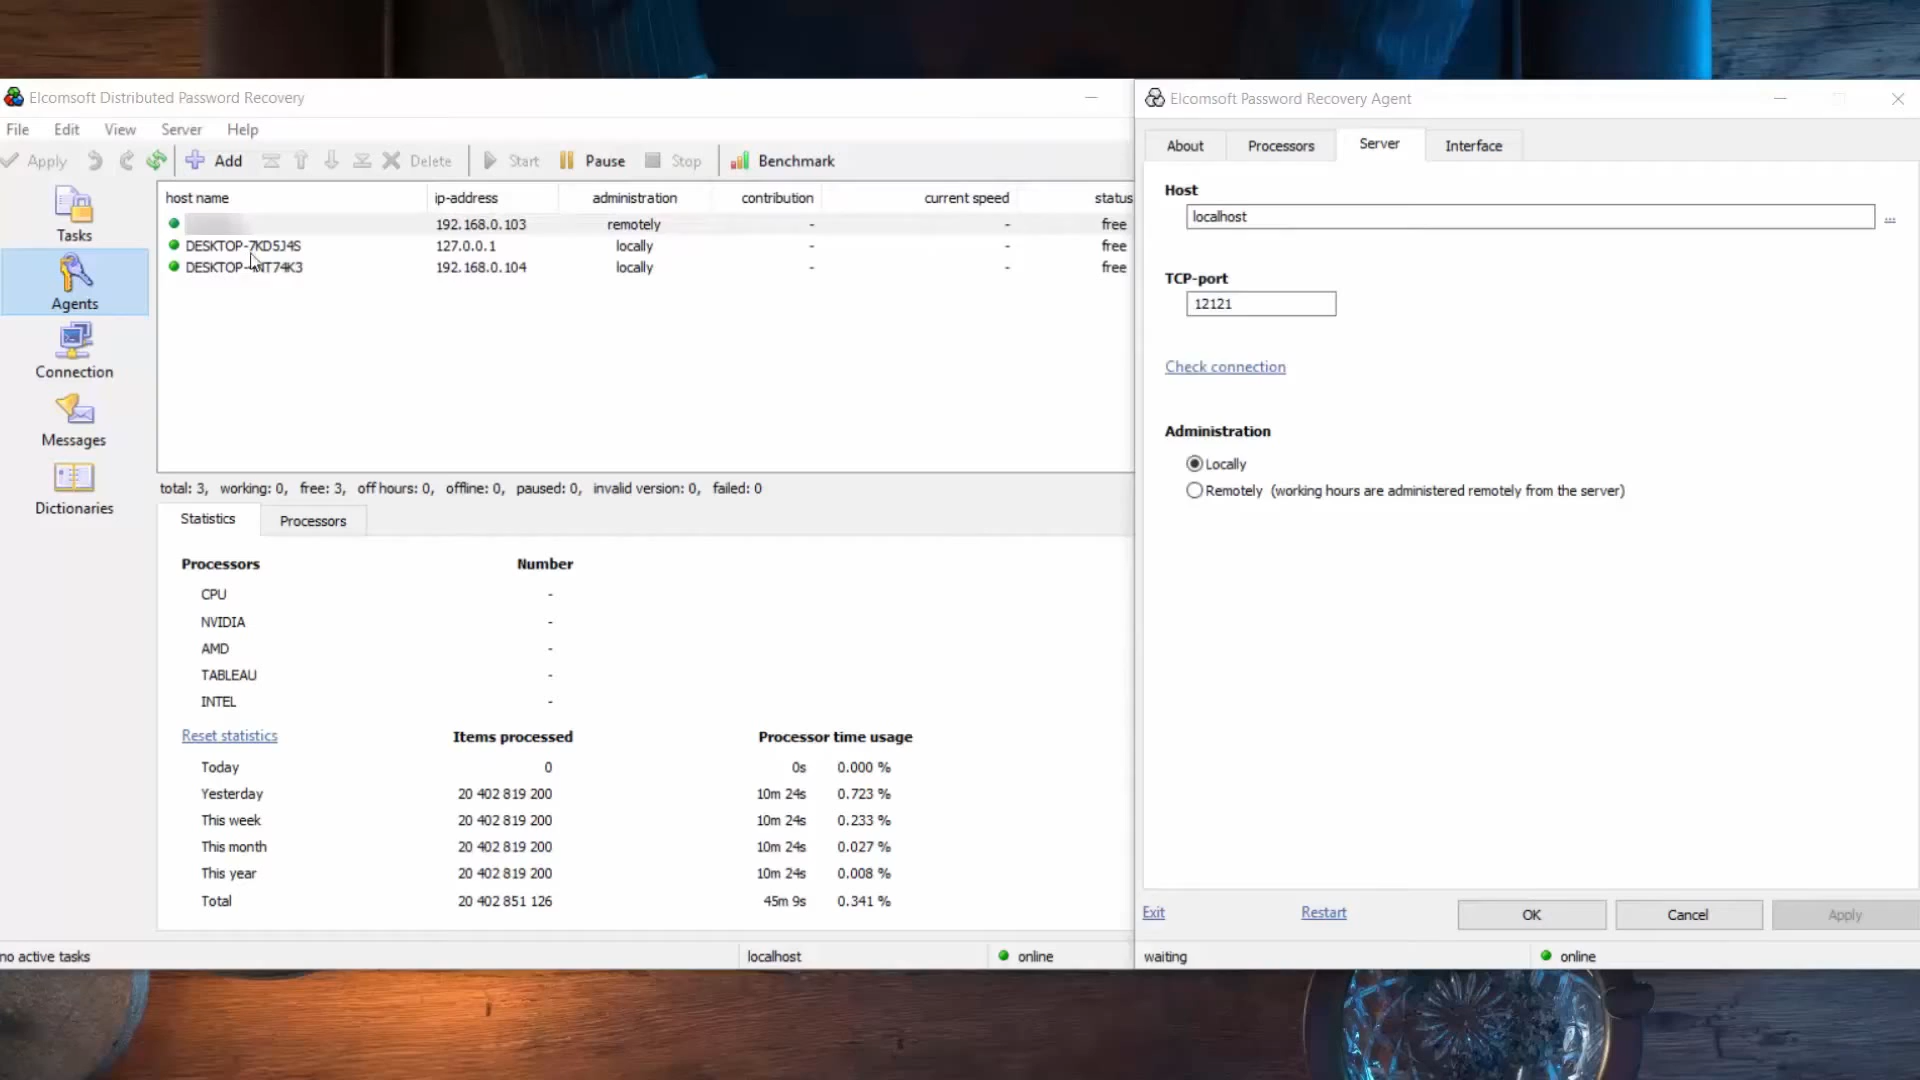 Elcomsoft Distributed Password Recovery
File Edit View Server Help
Apply Add Delete Start Pause Stop Benchmark
Tasks
Agents
Connection
Messages
Dictionaries
host name ip-address administration contribution current speed status
192.168.0.103 remotely - - free
DESKTOP-7KD5J4S 127.0.0.1 locally - - free
192.168.0.104 locally - - free
total: 3, working: 0, free: 3, off hours: 0, offline: 0, paused: 0, invalid version: 0, failed: 0
Statistics Processors
Processors Number
CPU -
NVIDIA -
AMD -
TABLEAU -
INTEL -
Reset statistics Items processed Processor time usage
Today 0 0s 0.000 %
Yesterday 20 402 819 200 10m 24s 0.723 %
This week 20 402 819 200 10m 24s 0.233 %
This month 20 402 819 200 10m 24s 0.027 %
This year 20 402 819 200 10m 24s 0.008 %
Total 20 402 851 126 45m 9s 0.341 %
no active tasks localhost online
Elcomsoft Password Recovery Agent
About Processors Server Interface
Host
localhost ...
TCP-port
12121
Check connection
Administration
Locally
Remotely (working hours are administered remotely from the server)
Exit Restart OK Cancel Apply
waiting online